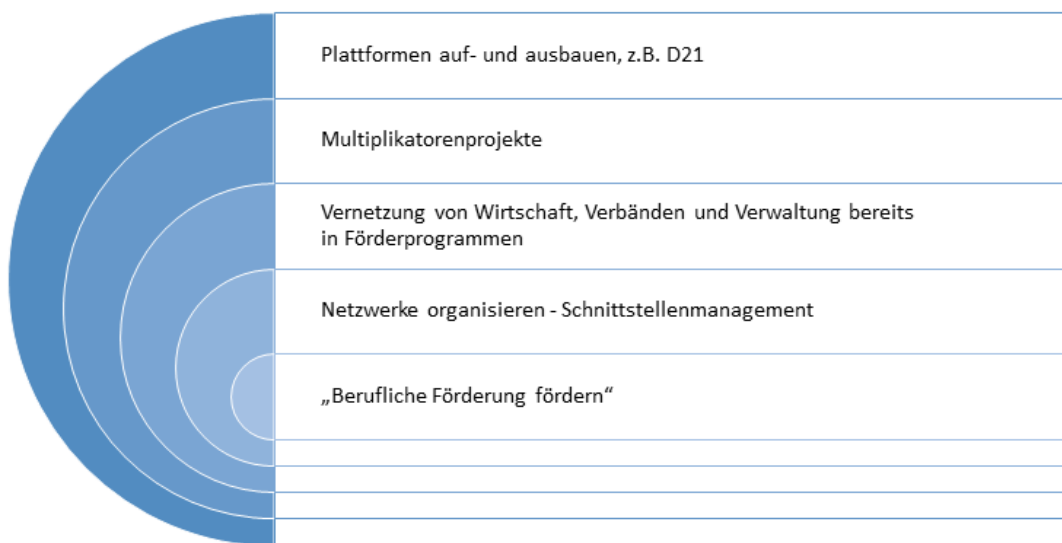 Plattformen auf- und ausbauen, z.B. D21
Multiplikatorenprojekte
Vernetzung von Wirtschaft, Verbänden und Verwaltung bereits
in Förderprogrammen
Netzwerke organisieren - Schnittstellenmanagement
„Berufliche Förderung fördern“